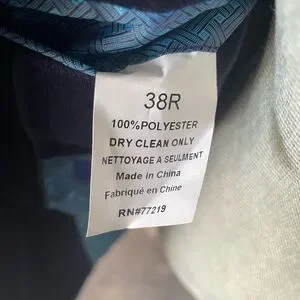 38R
100%POLYESTER
DRY CLEAN ONLY
NETTOYAGE A SEULMENT
Made in China
Fabriqué en Chine
RN#77219